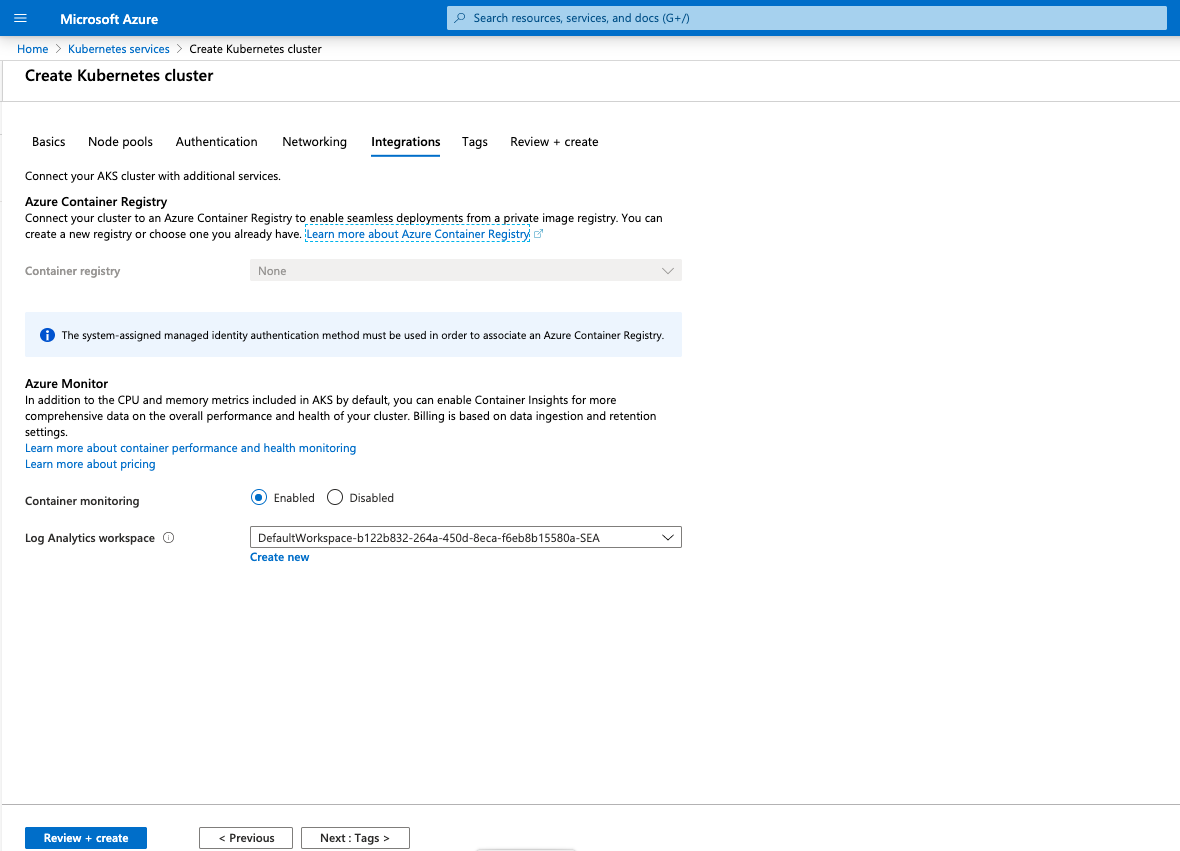 Microsoft Azure
Search resources, services, and docs (G+/)
Home > Kubernetes services > Create Kubernetes cluster
Create Kubernetes cluster
Basics Node pools Authentication Networking Integrations Tags Review + create
Connect your AKS cluster with additional services.
Azure Container Registry
Connect your cluster to an Azure Container Registry to enable seamless deployments from a private image registry. You can
create a new registry or choose one you already have. Learn more about Azure Container Registry
Container registry None
The system-assigned managed identity authentication method must be used in order to associate an Azure Container Registry.
Azure Monitor
In addition to the CPU and memory metrics included in AKS by default, you can enable Container Insights for more
comprehensive data on the overall performance and health of your cluster. Billing is based on data ingestion and retention
settings.
Learn more about container performance and health monitoring
Learn more about pricing
Container monitoring Enabled Disabled
Log Analytics workspace DefaultWorkspace-b122b832-264a-450d-8eca-f6eb8b15580a-SEA
Create new
Review + create < Previous Next : Tags >